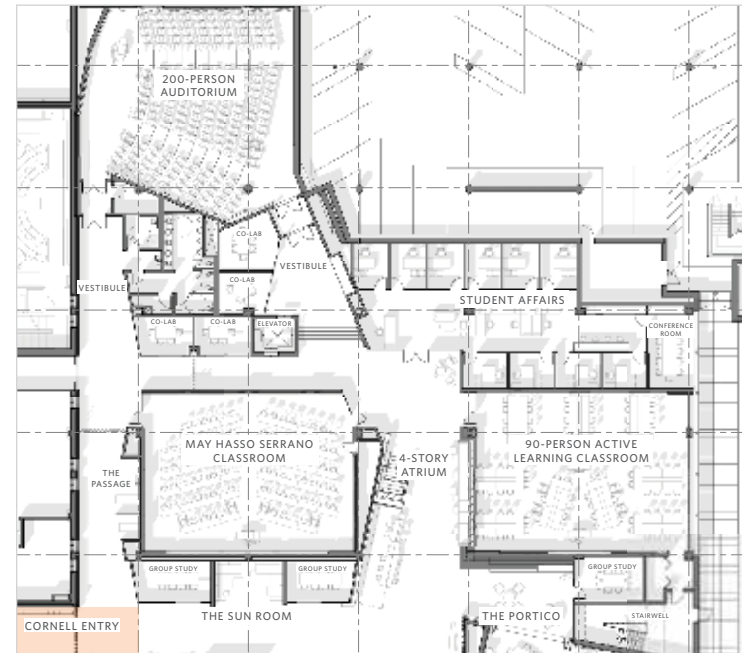 200-PERSON
AUDITORIUM
CO-LAB
VESTIBULE
CO-LAB
VESTIBULE
STUDENT AFFAIRS
CO-LAB
CO-LAB
ELEVATOR
CONFERENCE
ROOM
MAY HASSO SERRANO
CLASSROOM
4-STORY
ATRIUM
90-PERSON ACTIVE
LEARNING CLASSROOM
THE
PASSAGE
GROUP STUDY
GROUP STUDY
GROUP STUDY
CORNELL ENTRY
THE SUN ROOM
THE PORTICO
STAIRWELL